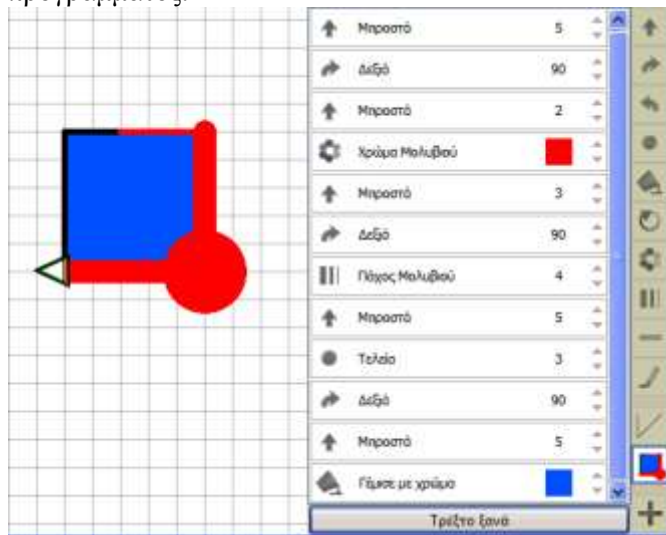 Μπροστά 5
Δεξιά 90
Μπροστά 2
Χρώμα Μολυβιού
Μπροστά 3
Δεξιά 90
Πάχος Μολυβιού 4
Μπροστά 5
Τελεία 3
Δεξιά 90
Μπροστά 5
Γέμισε με χρώμα
Τρέξτο ξανά